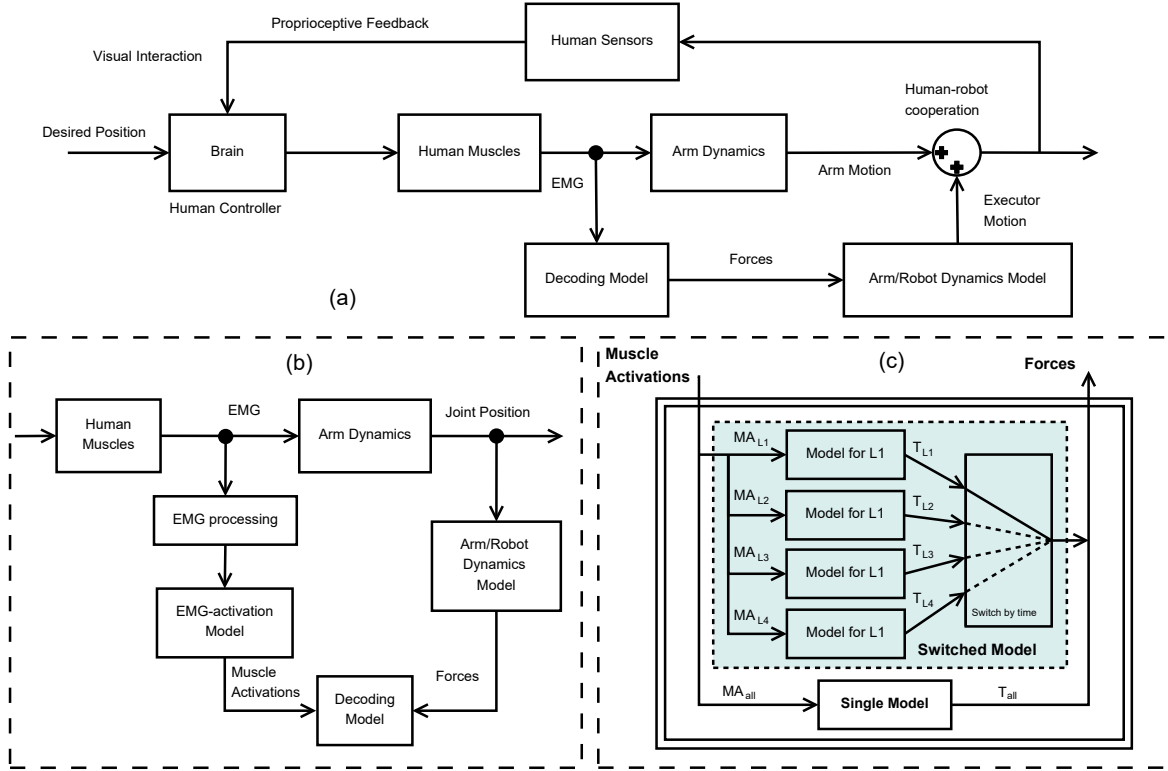 Proprioceptive Feedback
Human Sensors
Visual Interaction
Human-robot
cooperation
Desired Position
Brain
Human Muscles
Arm Dynamics
EMG
Arm Motion
Human Controller
Executor
Motion
Decoding Model
Forces
Arm/Robot Dynamics Model
(a)
(b)
Human
Muscles
EMG
Arm Dynamics
Joint Position
EMG processing
Arm/Robot
Dynamics
Model
EMG-activation
Model
Muscle
Activations
Forces
Decoding
Model
(c)
Muscle
Activations
Forces
MA L1
Model for L1
T L1
MA L2
Model for L1
T L2
MA L3
Model for L1
T L3
MA L4
Model for L1
T L4
Switch by time
Switched Model
MA all
Single Model
T all